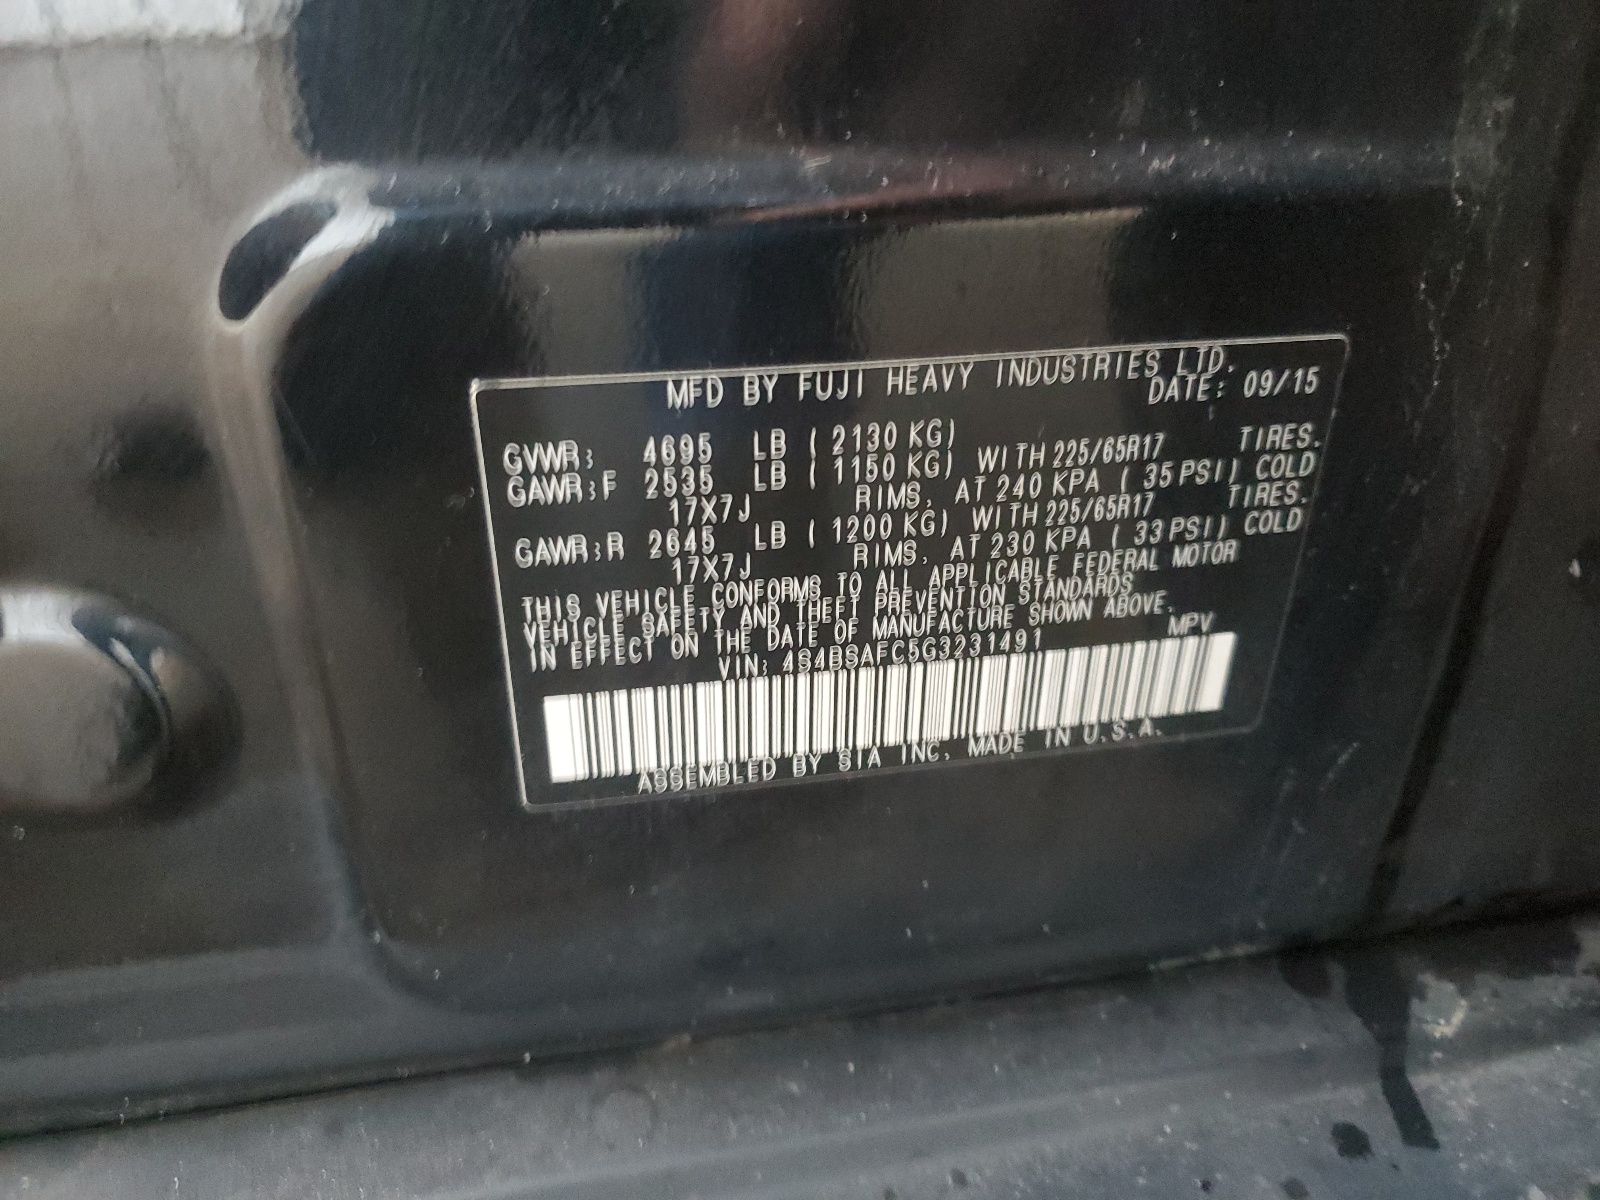 MFD BY FUJI HEAVY INDUSTRIES LTD.
DATE: 09/15
GVWR: 4695 LB ( 2130 KG)
GAWR:F 2535 LB ( 1150 KG) WITH 225/65R17 TIRES.
17X7J RIMS, AT 240 KPA ( 35 PSI) COLD
GAWR:R 2645 LB ( 1200 KG) WITH 225/65R17 TIRES.
17X7J RIMS, AT 230 KPA ( 33 PSI) COLD
THIS VEHICLE CONFORMS TO ALL APPLICABLE FEDERAL MOTOR
VEHICLE SAFETY AND THEFT PREVENTION STANDARDS
IN EFFECT ON THE DATE OF MANUFACTURE SHOWN ABOVE.
VIN: 4S4BSAFC5G3231491 MPV
ASSEMBLED BY SIA INC. MADE IN U.S.A.